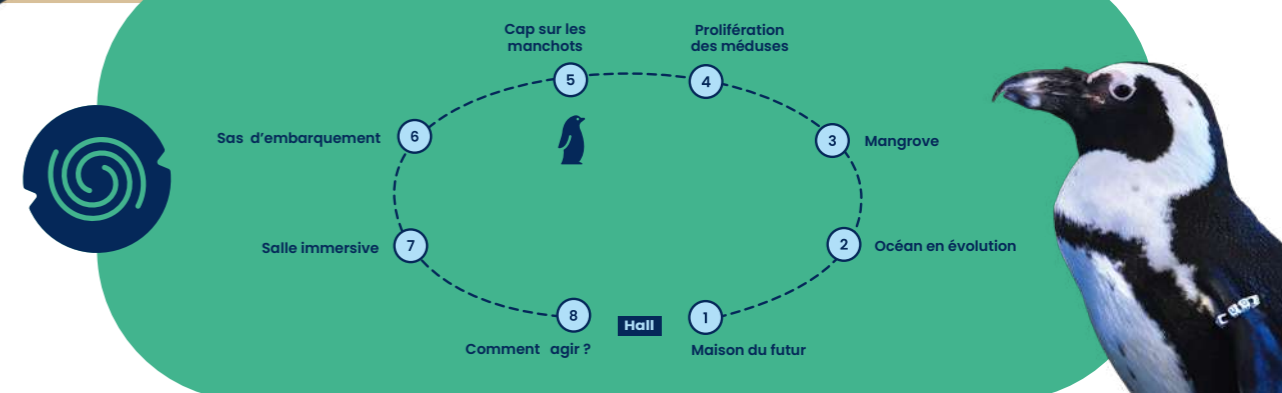 Cap sur les
manchots
5
Prolifération
des méduses
4
6
Sas d'embarquement
3
Mangrove
7
Salle immersive
2
Océan en évolution
8
Comment agir ?
Hall
1
Maison du futur